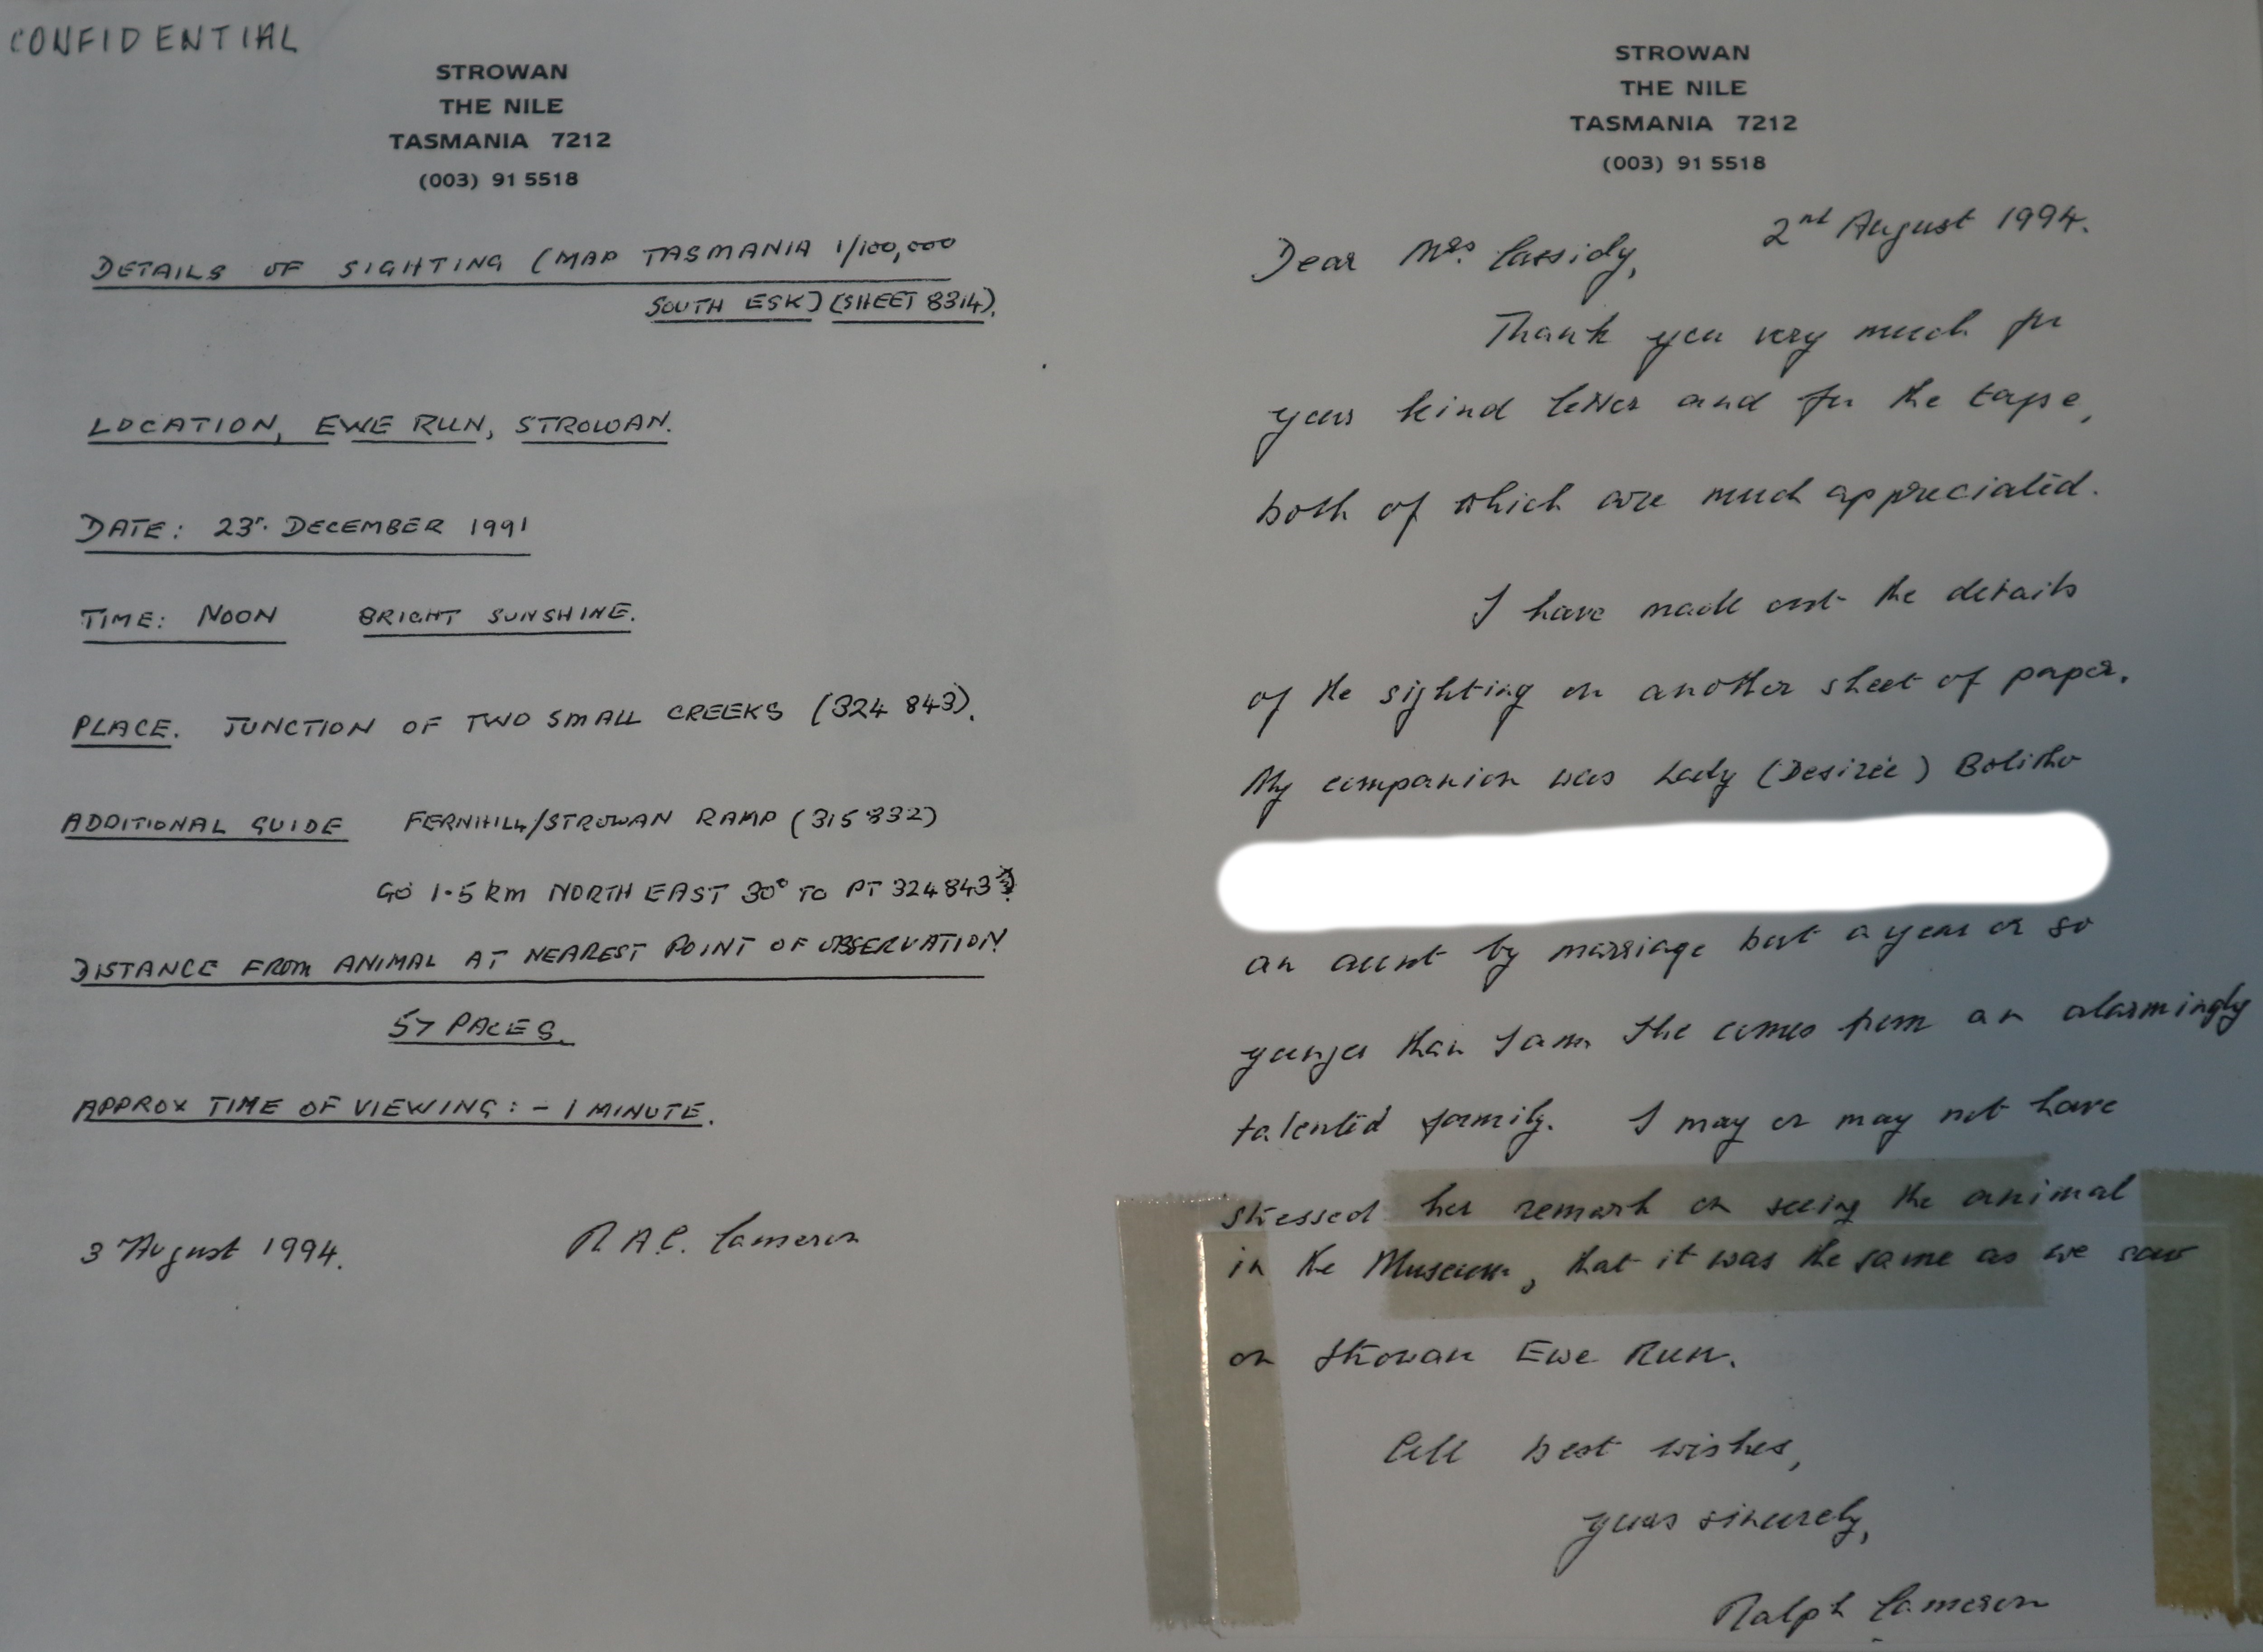 CONFIDENTIAL
STROWAN
THE NILE
TASMANIA 7212
(003) 91 5518
DETAILS OF SIGHTING (MAP TASMANIA 1/100,000
SOUTH ESK) (SHEET 8314).
LOCATION, EWE RUN, STROWAN.
DATE: 23r. DECEMBER 1991
TIME: NOON BRIGHT SUNSHINE.
PLACE. JUNCTION OF TWO SMALL CREEKS (324 843).
ADDITIONAL GUIDE FERNHILL/STROWAN RAMP (315 832)
GO 1.5 km NORTH EAST 30° TO PT 324843
DISTANCE FROM ANIMAL AT NEAREST POINT OF OBSERVATION
57 PACES.
APPROX TIME OF VIEWING: - 1 MINUTE.
3 August 1994. R A C. Cameron
STROWAN
THE NILE
TASMANIA 7212
(003) 91 5518
2nd August 1994.
Dear Mrs. Cassidy,
Thank you very much for
your kind letter and for the tape,
both of which are much appreciated.
I have made out the details
of the sighting on another sheet of paper.
My companion was Lady (Desirée) Bolitho
an aunt by marriage but a year or so
younger than I am. She comes from an alarmingly
talented family. I may or may not have
stressed her remark on seeing the animal
in the Museum, that it was the same as we saw
on Strowan Ewe Run.
All best wishes,
yours sincerely,
Ralph Cameron